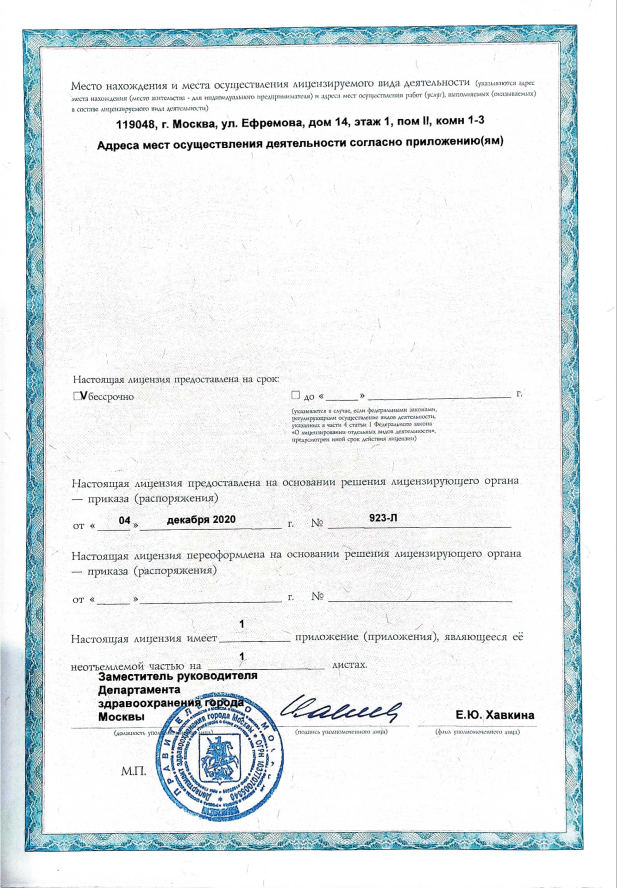 Место нахождения и места осуществления лицензируемого вида деятельности (указываются адрес
места нахождения (место жительства - для индивидуального предпринимателя) и адреса мест осуществления работ (услуг), выполняемых (оказываемых)
в составе лицензируемого вида деятельности)
119048, г. Москва, ул. Ефремова, дом 14, этаж 1, пом II, комн 1-3
Адреса мест осуществления деятельности согласно приложению(ям)
Настоящая лицензия предоставлена на срок:
☐V бессрочно ☐ до « ______ » ______________________ г.
(указывается в случае, если федеральными законами,
регулирующими осуществление видов деятельности,
указанных в части 4 статьи 1 Федерального закона
«О лицензировании отдельных видов деятельности»,
предусмотрен иной срок действия лицензии)
Настоящая лицензия предоставлена на основании решения лицензирующего органа
— приказа (распоряжения)
от « 04 » декабря 2020 г. № 923-Л
Настоящая лицензия переоформлена на основании решения лицензирующего органа
— приказа (распоряжения)
от « ______ » ______________________ г. № ______________________
Настоящая лицензия имеет 1 приложение (приложения), являющееся её
неотъемлемой частью на 1 листах.
Заместитель руководителя
Департамента
здравоохранения города
Москвы Е.Ю. Хавкина
(должность уполномоченного лица) (подпись уполномоченного лица) (ф.и.о. уполномоченного лица)
М.П.
ПРАВИТЕЛЬСТВО МОСКВЫ
Департамент здравоохранения города Москвы